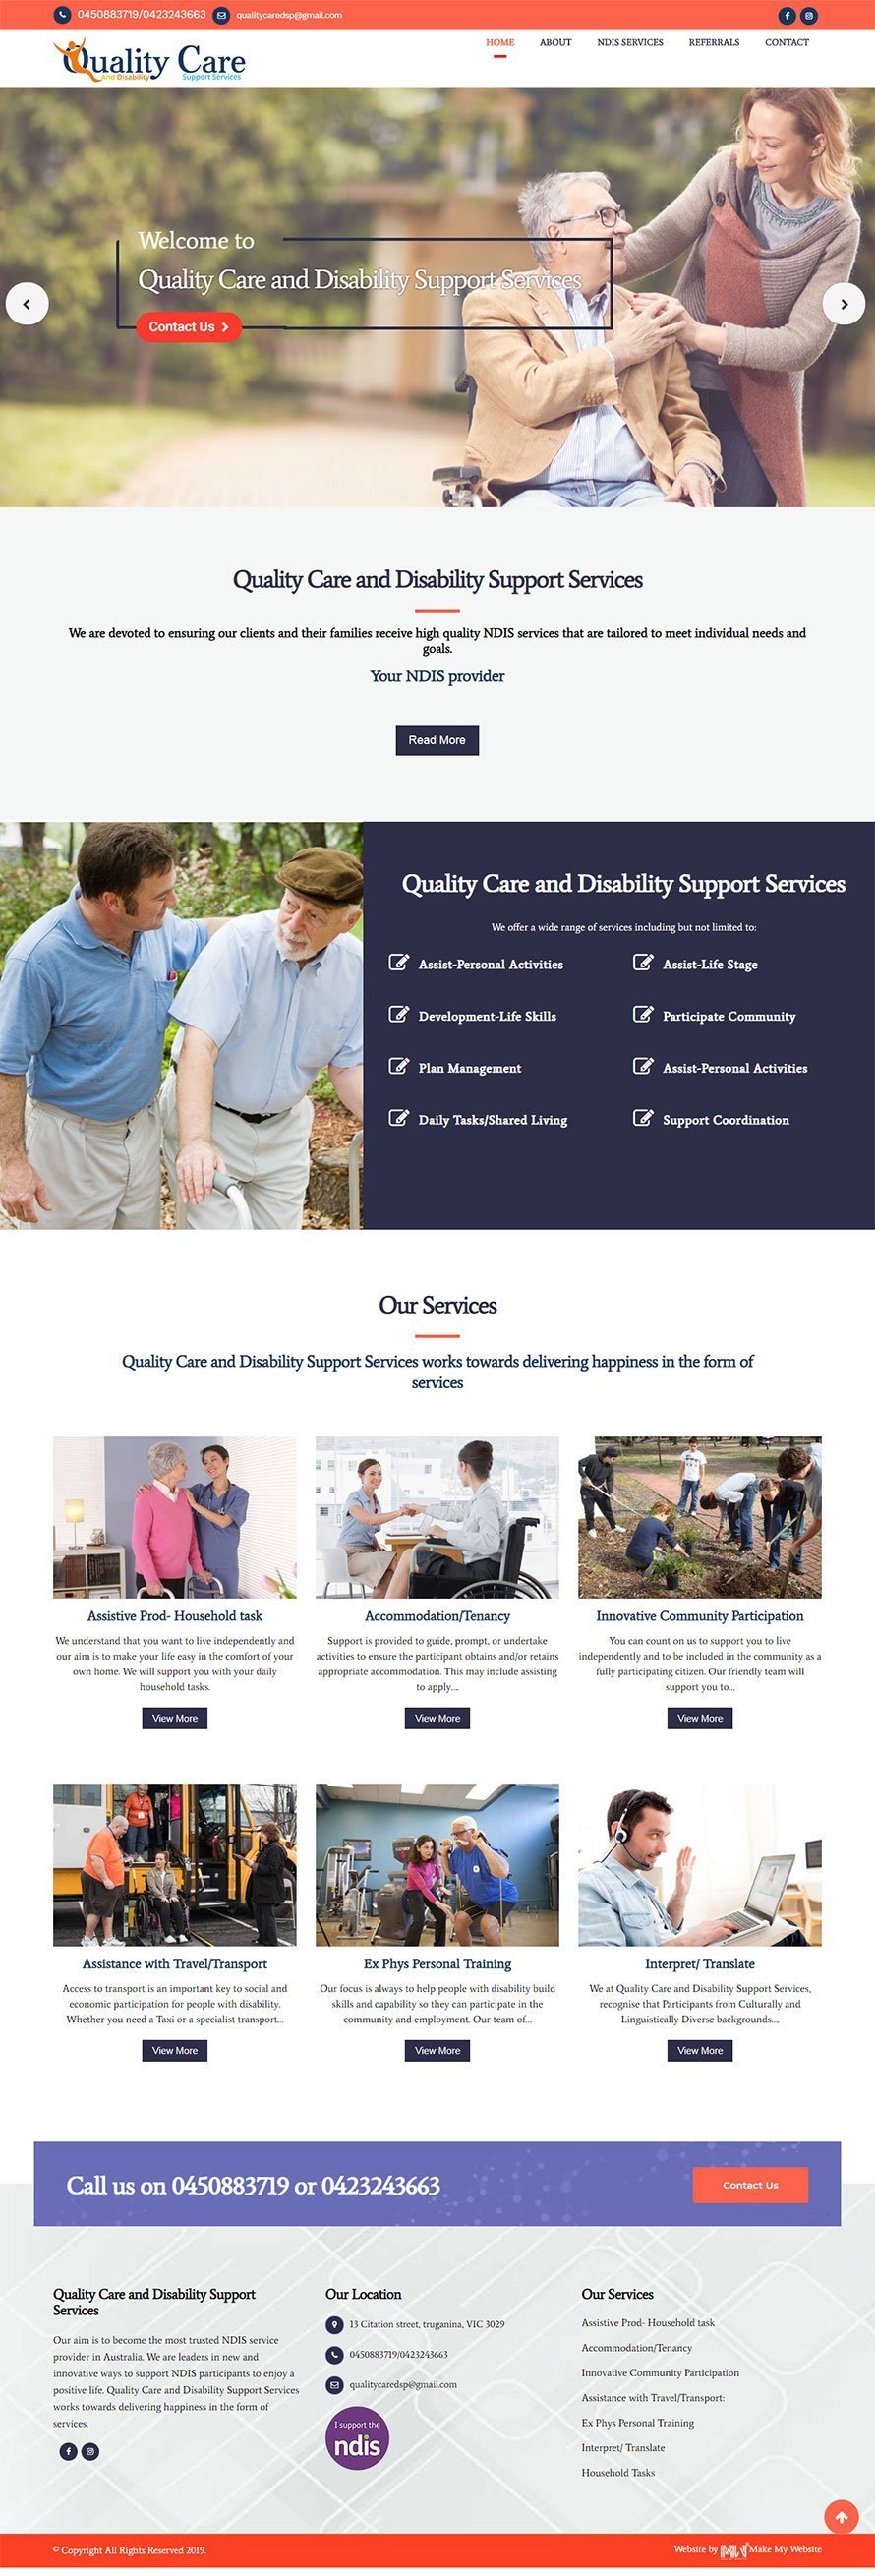 0450883719/0423243663 qualitycaredsp@gmail.com
Quality Care
And Disability Support Services
HOME ABOUT NDIS SERVICES REFERRALS CONTACT
Welcome to
Quality Care and Disability Support Services
Contact Us
Quality Care and Disability Support Services
We are devoted to ensuring our clients and their families receive high quality NDIS services that are tailored to meet individual needs and
goals.
Your NDIS provider
Read More
Quality Care and Disability Support Services
We offer a wide range of services including but not limited to:
Assist-Personal Activities Assist-Life Stage
Development-Life Skills Participate Community
Plan Management Assist-Personal Activities
Daily Tasks/Shared Living Support Coordination
Our Services
Quality Care and Disability Support Services works towards delivering happiness in the form of
services
Assistive Prod- Household task
We understand that you want to live independently and
our aim is to make your life easy in the comfort of your
own home. We will support you with your daily
household tasks.
View More
Accommodation/Tenancy
Support is provided to guide, prompt, or undertake
activities to ensure the participant obtains and/or retains
appropriate accommodation. This may include assisting
to apply....
View More
Innovative Community Participation
You can count on us to support you to live
independently and to be included in the community as a
fully participating citizen. Our friendly team will
support you to...
View More
Assistance with Travel/Transport
Access to transport is an important key to social and
economic participation for people with disability.
Whether you need a Taxi or a specialist transport...
View More
Ex Phys Personal Training
Our focus is always to help people with disability build
skills and capability so they can participate in the
community and employment. Our team of...
View More
Interpret/ Translate
We at Quality Care and Disability Support Services,
recognise that Participants from Culturally and
Linguistically Diverse backgrounds....
View More
Call us on 0450883719 or 0423243663
Contact Us
Quality Care and Disability Support
Services
Our aim is to become the most trusted NDIS service
provider in Australia. We are leaders in new and
innovative ways to support NDIS participants to enjoy a
positive life. Quality Care and Disability Support Services
works towards delivering happiness in the form of
services.
Our Location
13 Citation street, truganina, VIC 3029
0450883719/0423243663
qualitycaredsp@gmail.com
I support the
ndis
Our Services
Assistive Prod- Household task
Accommodation/Tenancy
Innovative Community Participation
Assistance with Travel/Transport:
Ex Phys Personal Training
Interpret/ Translate
Household Tasks
© Copyright All Rights Reserved 2019.
Website by MMW Make My Website